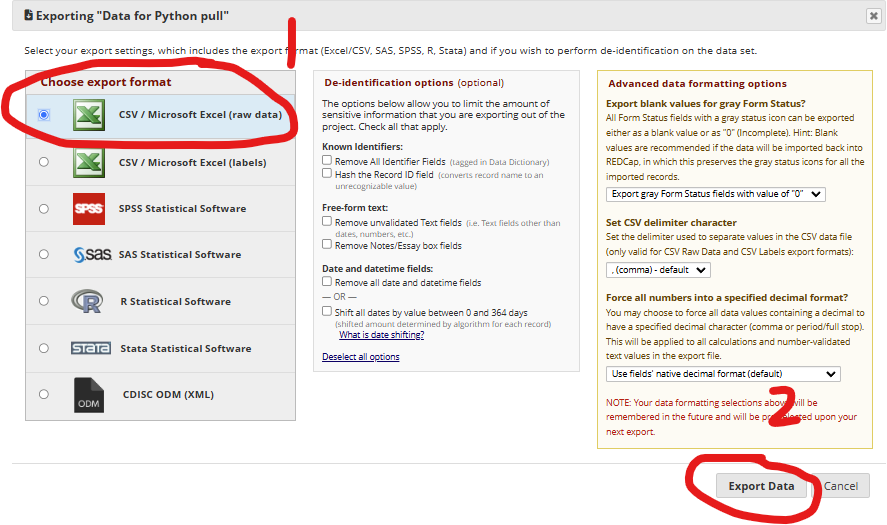 Exporting "Data for Python pull"
1
Select your export settings, which includes the export format (Excel/CSV, SAS, SPSS, R, Stata) and if you wish to perform de-identification on the data set.
Choose export format
CSV / Microsoft Excel (raw data)
CSV / Microsoft Excel (labels)
SPSS
SPSS Statistical Software
sas
SAS Statistical Software
R
R Statistical Software
STATA
Stata Statistical Software
ODM
CDISC ODM (XML)
De-identification options (optional)
The options below allow you to limit the amount of
sensitive information that you are exporting out of the
project. Check all that apply.
Known Identifiers:
Remove All Identifier Fields (tagged in Data Dictionary)
Hash the Record ID field (converts record name to an
unrecognizable value)
Free-form text:
Remove unvalidated Text fields (i.e. Text fields other than
dates, numbers, etc.)
Remove Notes/Essay box fields
Date and datetime fields:
Remove all date and datetime fields
— OR —
Shift all dates by value between 0 and 364 days
(shifted amount determined by algorithm for each record)
What is date shifting?
Deselect all options
Advanced data formatting options
Export blank values for gray Form Status?
All Form Status fields with a gray status icon can be exported
either as a blank value or as "0" (Incomplete). Hint: Blank
values are recommended if the data will be imported back into
REDCap, in which this preserves the gray status icons for all the
imported records.
Export gray Form Status fields with value of "0"
Set CSV delimiter character
Set the delimiter used to separate values in the CSV data file
(only valid for CSV Raw Data and CSV Labels export formats):
, (comma) - default
Force all numbers into a specified decimal format?
You may choose to force all data values containing a decimal to
have a specified decimal character (comma or period/full stop).
This will be applied to all calculations and number-validated
text values in the export file.
Use fields' native decimal format (default)
2
NOTE: Your data formatting selections above will be
remembered in the future and will be pre-selected upon your
next export.
Export Data
Cancel